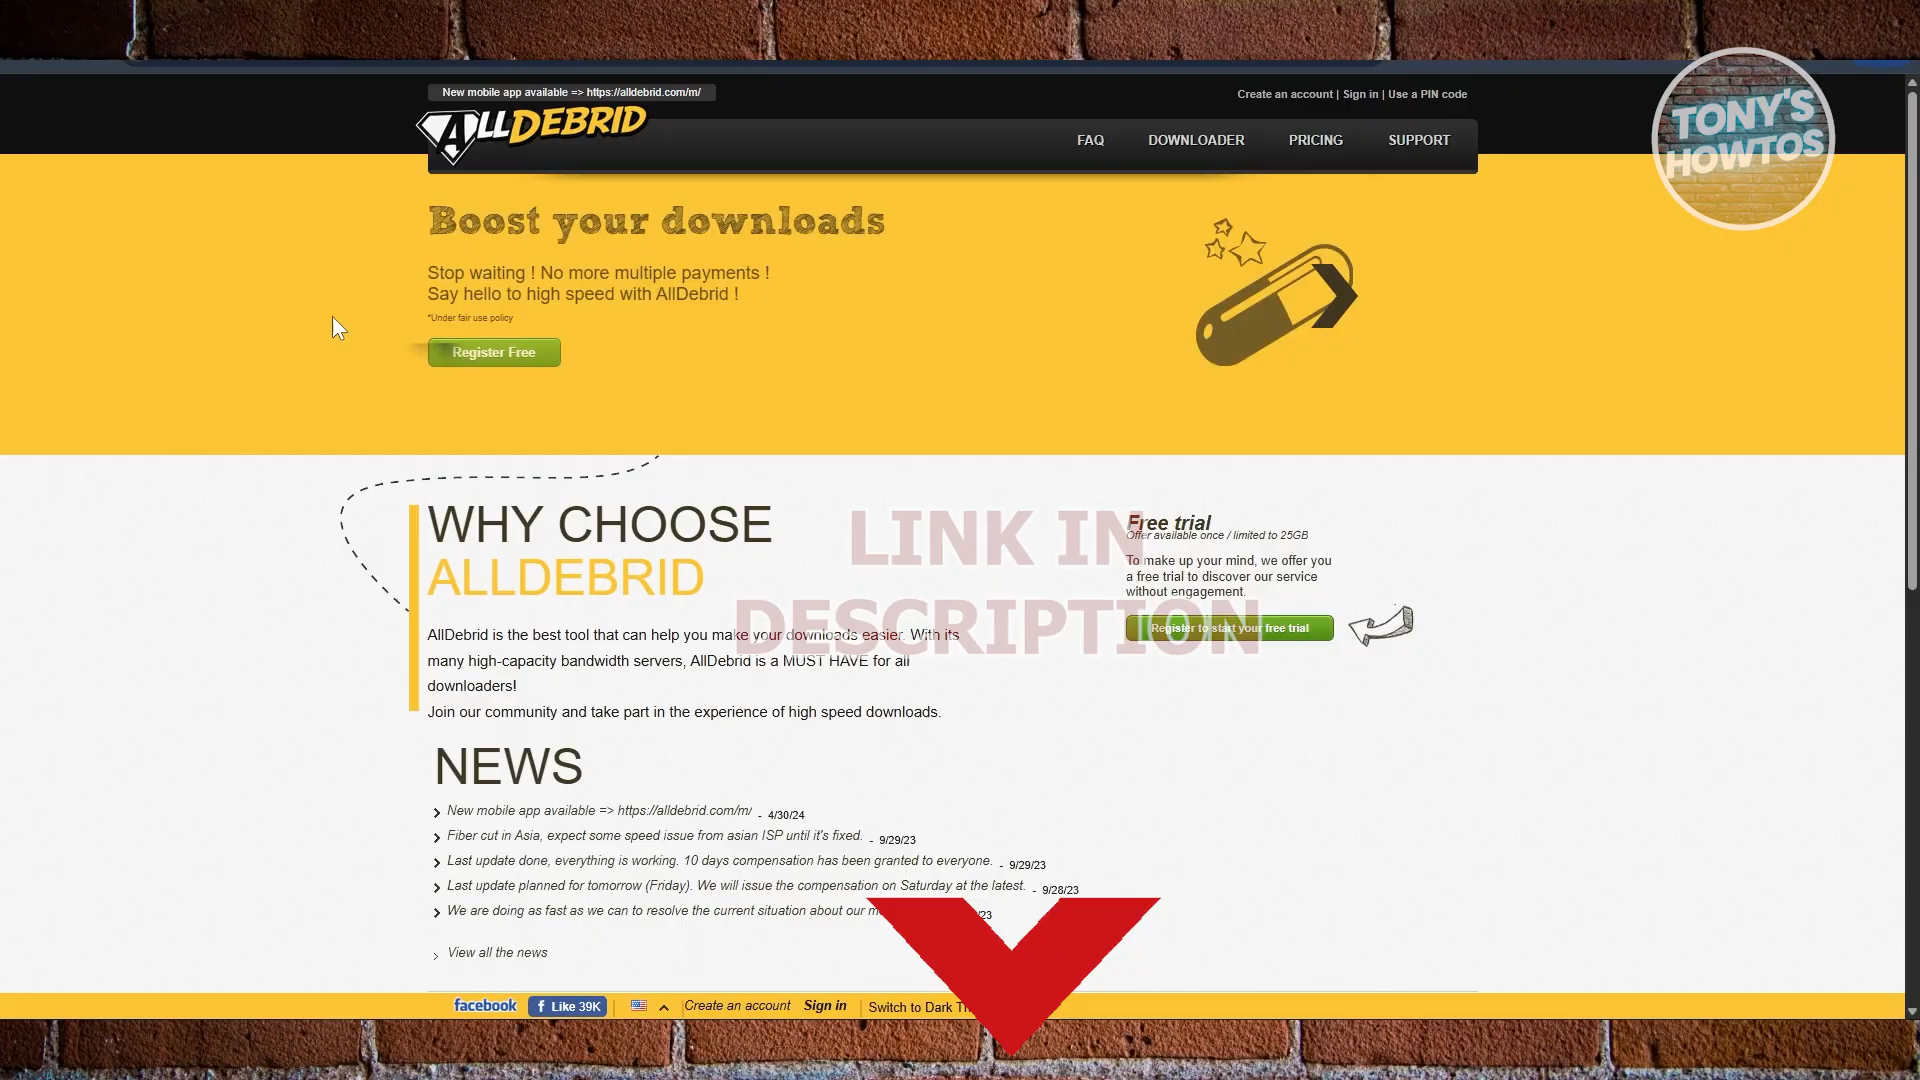 New mobile app available => https://alldebrid.com/m/
Create an account | Sign in | Use a PIN code
ALLDEBRID
FAQ DOWNLOADER PRICING SUPPORT
TONY'S
HOWTOS
Boost your downloads
Stop waiting ! No more multiple payments !
Say hello to high speed with AllDebrid !
*Under fair use policy
Register Free
WHY CHOOSE
ALLDEBRID
AllDebrid is the best tool that can help you make your downloads easier. With its
many high-capacity bandwidth servers, AllDebrid is a MUST HAVE for all
downloaders!
Join our community and take part in the experience of high speed downloads.
LINK IN
DESCRIPTION
Free trial
Offer available once / limited to 25GB
To make up your mind, we offer you
a free trial to discover our service
without engagement.
Register to start your free trial
NEWS
New mobile app available => https://alldebrid.com/m/ - 4/30/24
Fiber cut in Asia, expect some speed issue from asian ISP until it's fixed. - 9/29/23
Last update done, everything is working. 10 days compensation has been granted to everyone. - 9/29/23
Last update planned for tomorrow (Friday). We will issue the compensation on Saturday at the latest. - 9/28/23
We are doing as fast as we can to resolve the current situation about our /23
View all the news
facebook Like 39K Create an account Sign in Switch to Dark